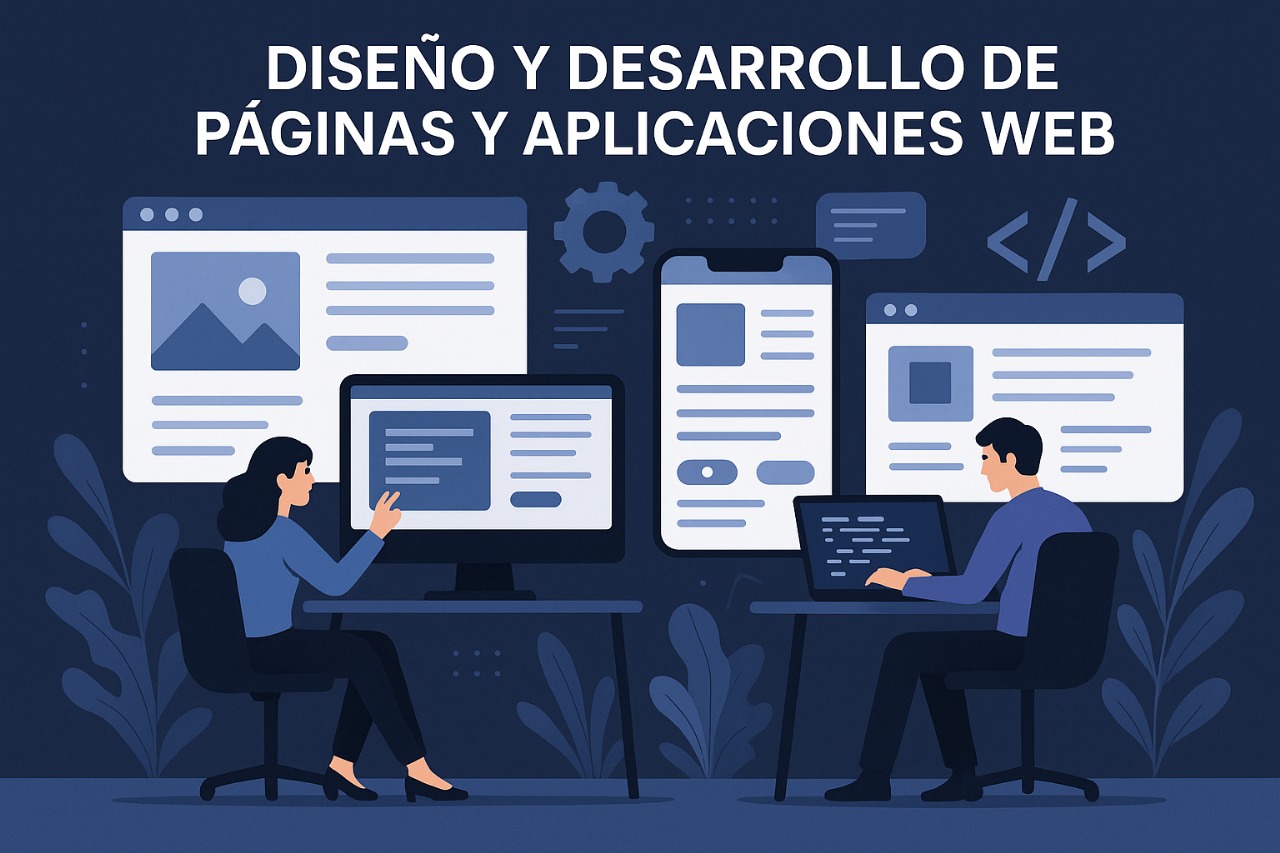 DISEÑO Y DESARROLLO DE
PÁGINAS Y APLICACIONES WEB
</>